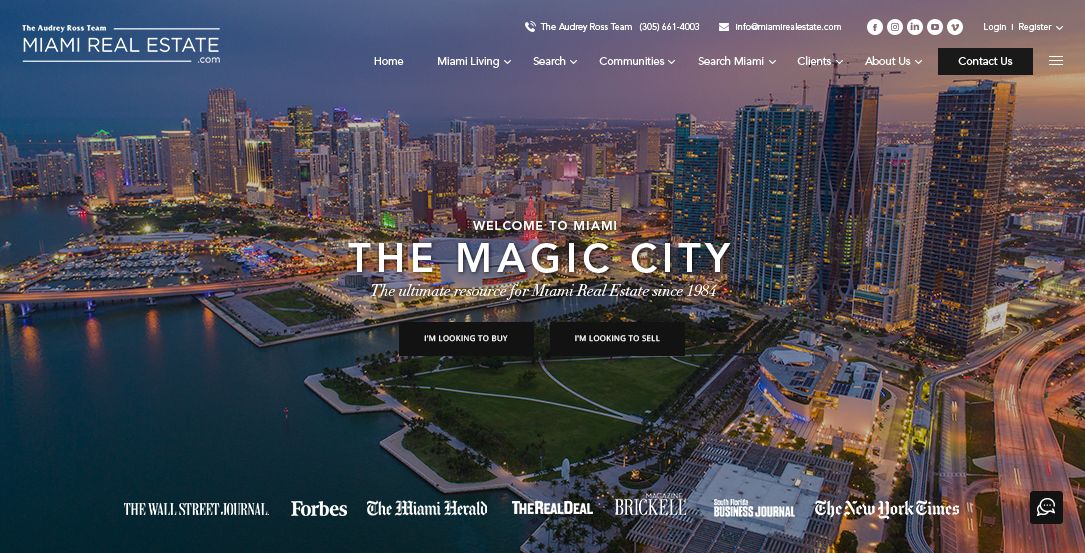 The Audrey Ross Team
MIAMI REAL ESTATE
.com
The Audrey Ross Team (305) 661-4003 info@miamirealestate.com Login | Register
Home Miami Living Search Communities Search Miami Clients About Us Contact Us
WELCOME TO MIAMI
THE MAGIC CITY
The ultimate resource for Miami Real Estate since 1984
I'M LOOKING TO BUY I'M LOOKING TO SELL
THE WALL STREET JOURNAL. Forbes The Miami Herald THEREALDEAL MAGAZINE BRICKELL South Florida BUSINESS JOURNAL The New York Times